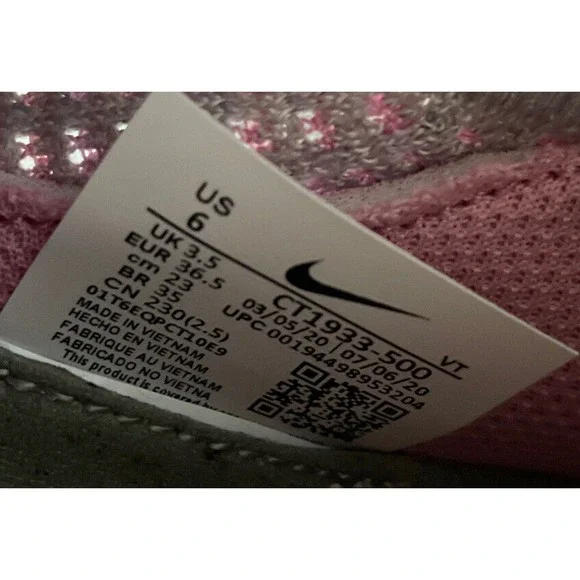 US
6
UK 3.5
EUR 36.5
cm 23
BR 35
CN 230(2.5)
01T6EQPCT10E9
MADE IN VIETNAM
HECHO EN VIETNAM
FABRIQUE AU VIETNAM
FABRICADO NO VIETNA
This product is covered
CT1933-500
VT
03/05/20 07/06/20
UPC 00194498953204